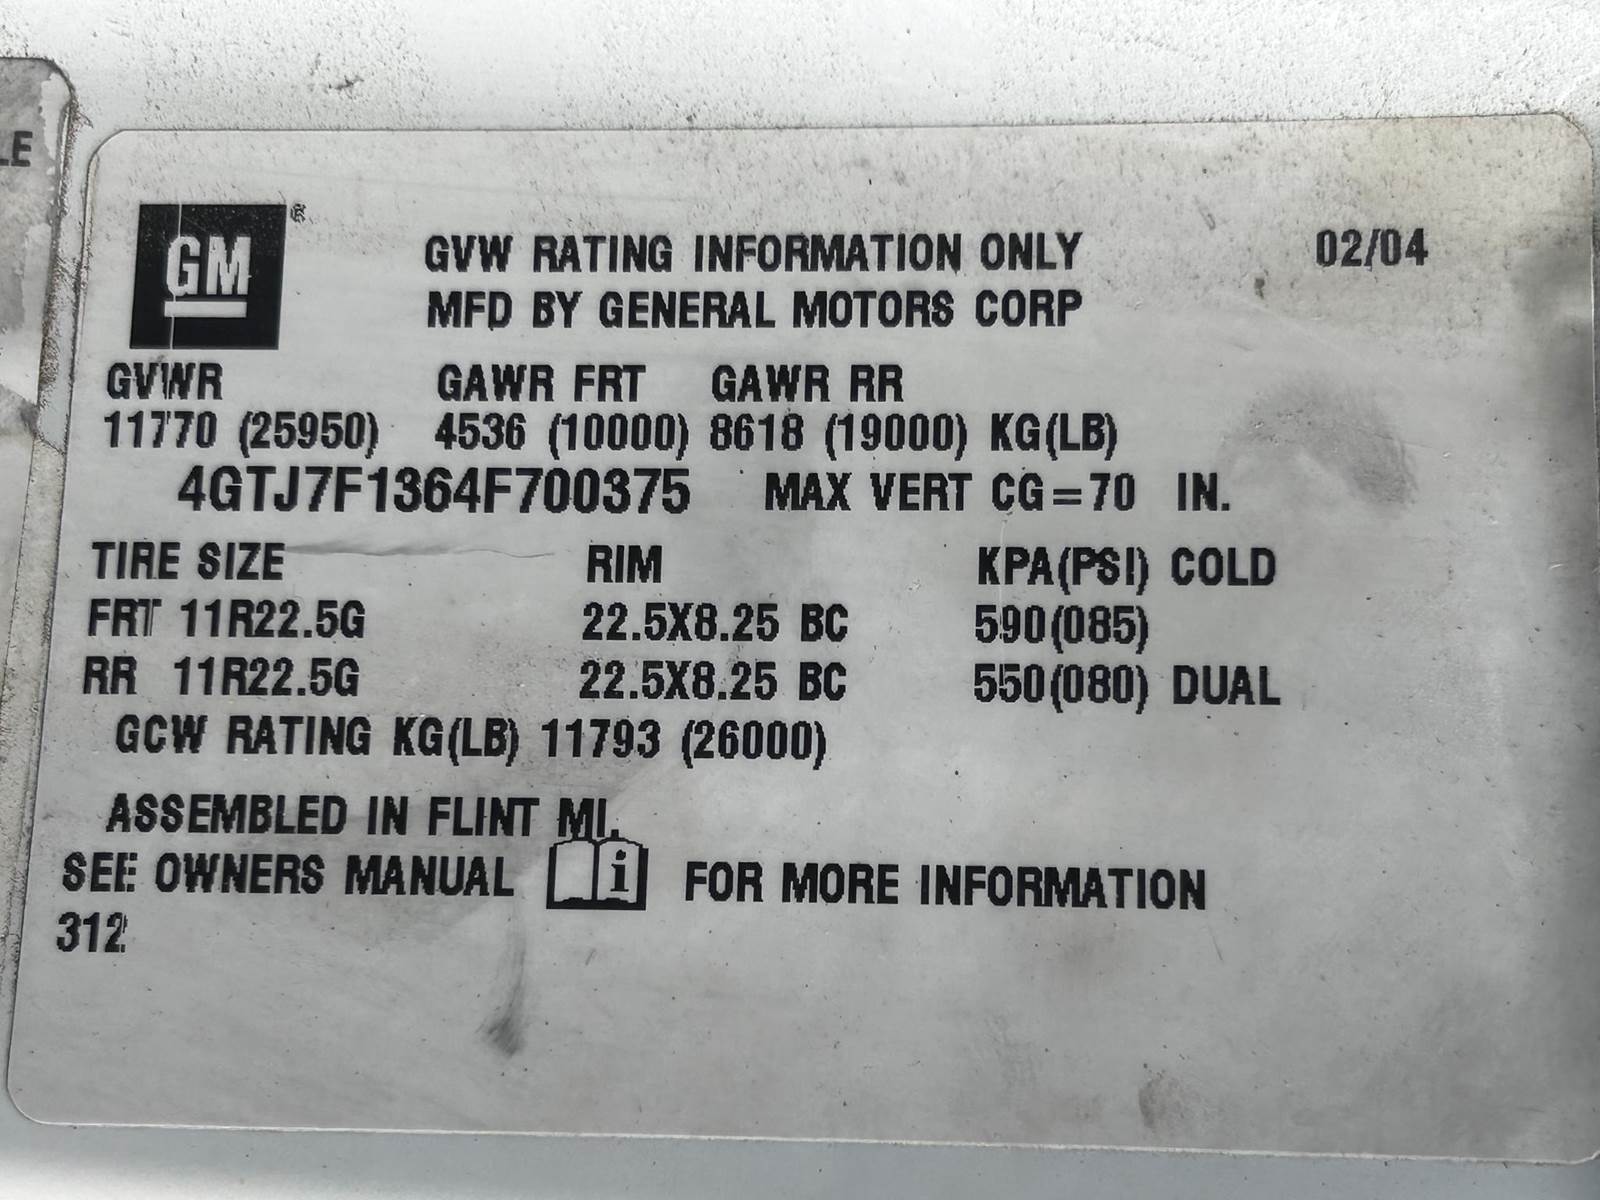 LE
GM®
GVW RATING INFORMATION ONLY 02/04
MFD BY GENERAL MOTORS CORP
GVWR GAWR FRT GAWR RR
11770 (25950) 4536 (10000) 8618 (19000) KG(LB)
4GTJ7F1364F700375 MAX VERT CG=70 IN.
TIRE SIZE RIM KPA(PSI) COLD
FRT 11R22.5G 22.5X8.25 BC 590(085)
RR 11R22.5G 22.5X8.25 BC 550(080) DUAL
GCW RATING KG(LB) 11793 (26000)
ASSEMBLED IN FLINT MI.
SEE OWNERS MANUAL i FOR MORE INFORMATION
312